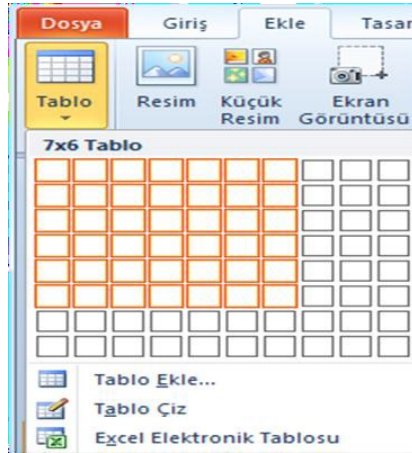 Dosya Giriş Ekle Tasar
Tablo Resim Küçük Resim Ekran Görüntüsü
7x6 Tablo
Tablo Ekle...
Tablo Çiz
Excel Elektronik Tablosu